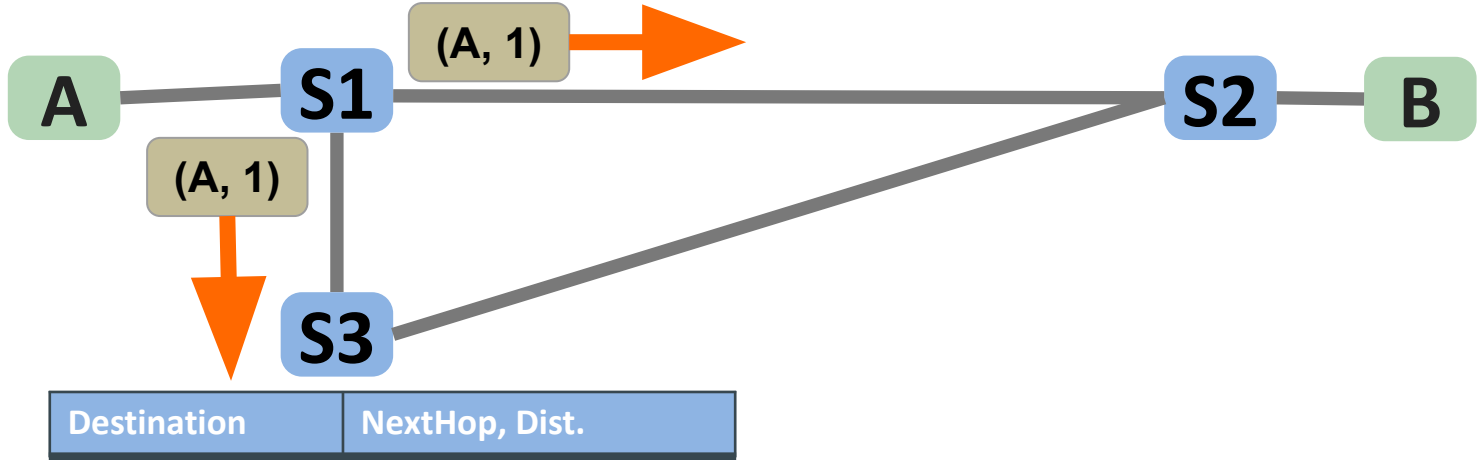 (A, 1)
A
S1
S2
B
(A, 1)
S3
Destination
NextHop, Dist.